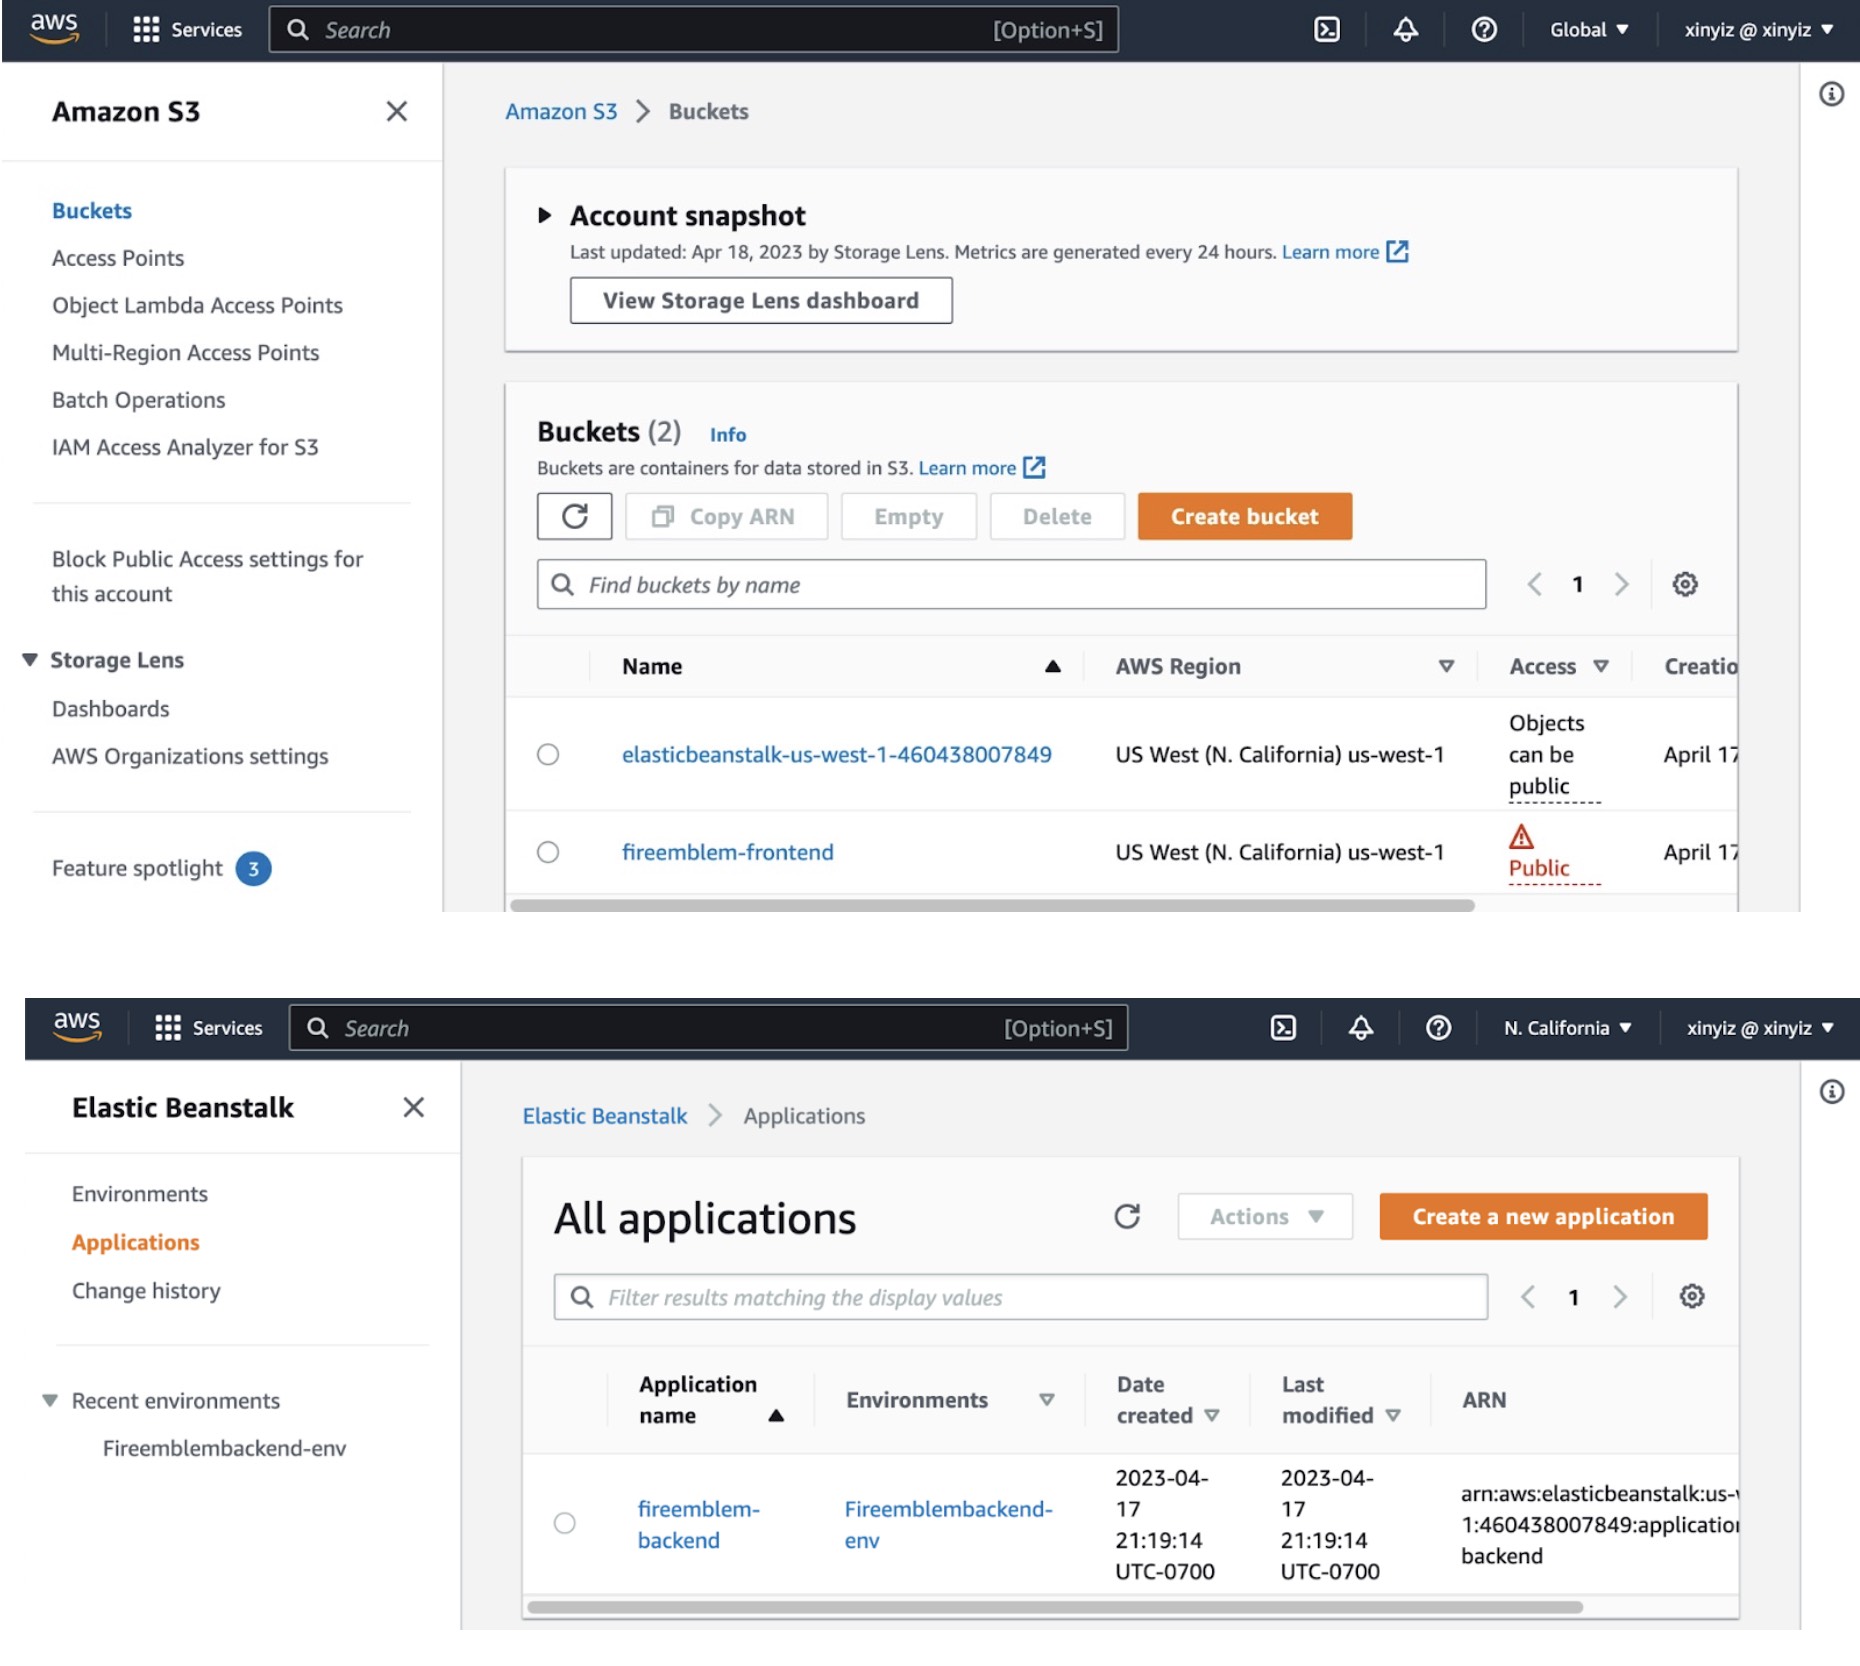 aws Services Search [Option+S] Global ▼ xinyiz @ xinyiz ▼
Amazon S3
Buckets
Access Points
Object Lambda Access Points
Multi-Region Access Points
Batch Operations
IAM Access Analyzer for S3
Block Public Access settings for
this account
Storage Lens
Dashboards
AWS Organizations settings
Feature spotlight 3
Amazon S3 > Buckets
Account snapshot
Last updated: Apr 18, 2023 by Storage Lens. Metrics are generated every 24 hours. Learn more
View Storage Lens dashboard
Buckets (2) Info
Buckets are containers for data stored in S3. Learn more
Copy ARN Empty Delete Create bucket
Find buckets by name < 1 >
Name AWS Region Access Creatio
elasticbeanstalk-us-west-1-460438007849 US West (N. California) us-west-1 Objects
can be
public April 17
fireemblem-frontend US West (N. California) us-west-1 Public April 17
aws Services Search [Option+S] N. California ▼ xinyiz @ xinyiz ▼
Elastic Beanstalk
Environments
Applications
Change history
Recent environments
Fireemblembackend-env
Elastic Beanstalk > Applications
All applications Actions Create a new application
Filter results matching the display values < 1 >
Application
name Environments Date
created Last
modified ARN
fireemblem-
backend
Fireemblembackend-
env
2023-04-
17
21:19:14
UTC-0700
2023-04-
17
21:19:14
UTC-0700
arn:aws:elasticbeanstalk:us-
1:460438007849:application
backend